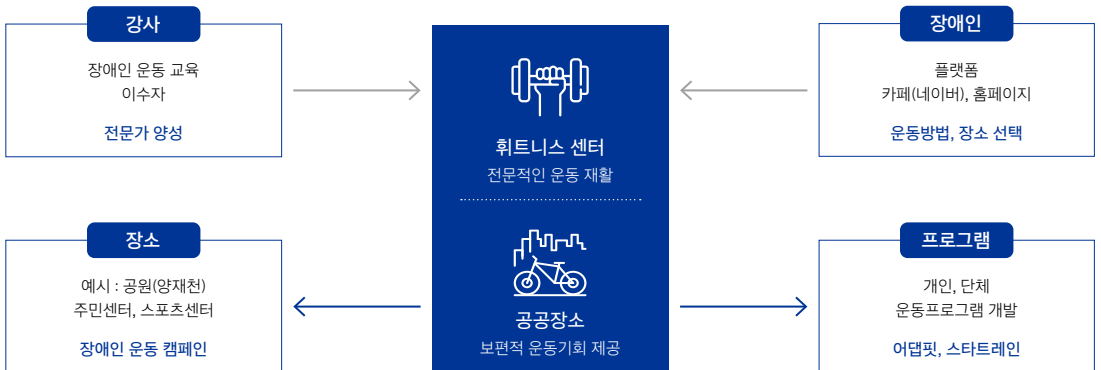 강사
장애인 운동 교육
이수자
전문가 양성
휘트니스 센터
전문적인 운동 재활
장애인
플랫폼
카페(네이버), 홈페이지
운동방법, 장소 선택
장소
예시 : 공원(양재천)
주민센터, 스포츠센터
장애인 운동 캠페인
공공장소
보편적 운동기회 제공
프로그램
개인, 단체
운동프로그램 개발
어댑핏, 스타트레인